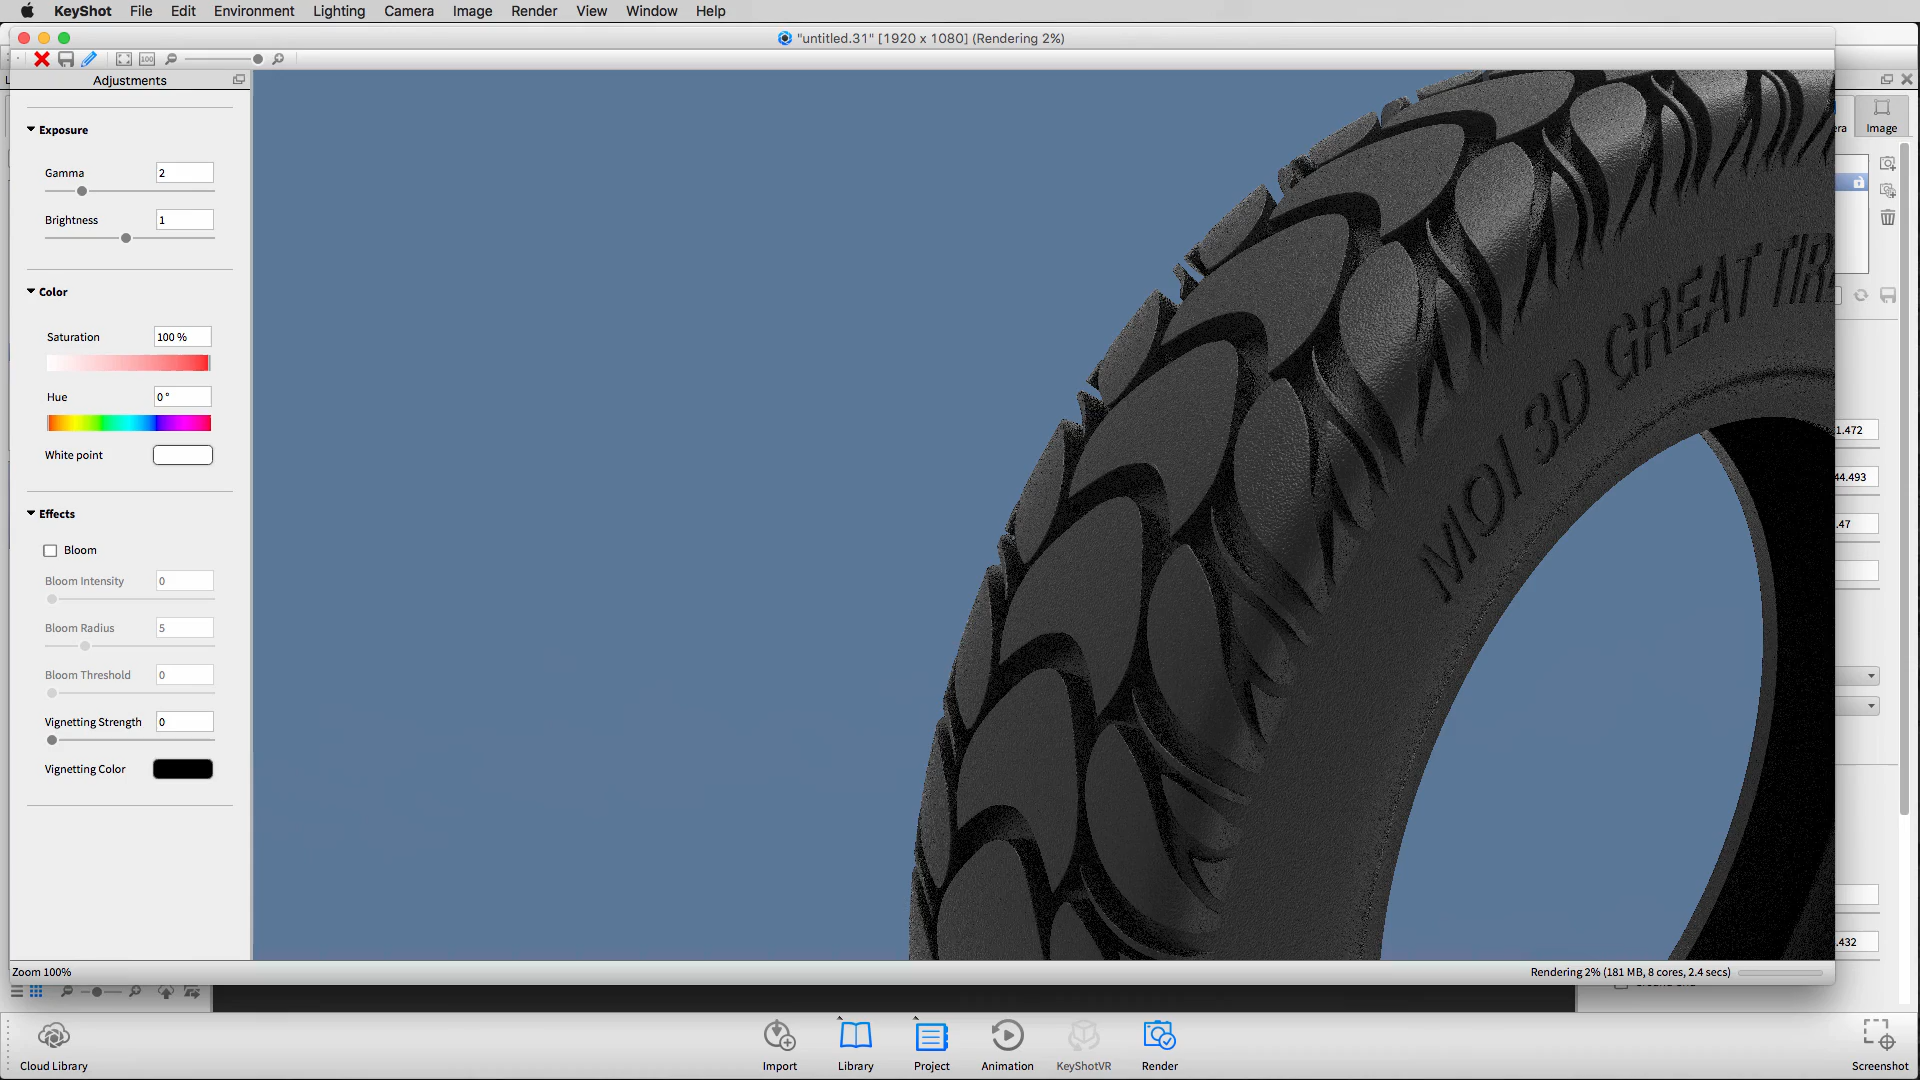 KeyShot File Edit Environment Lighting Camera Image Render View Window Help
"untitled.31" [1920 x 1080] (Rendering 2%)
100
Adjustments
Exposure
Gamma 2
Brightness 1
Color
Saturation 100 %
Hue 0 °
White point
Effects
Bloom
Bloom Intensity 0
Bloom Radius 5
Bloom Threshold 0
Vignetting Strength 0
Vignetting Color
MOI 3D GREAT TIR
era Image
1.472
44.493
.47
.432
Zoom 100%
Rendering 2% (181 MB, 8 cores, 2.4 secs)
Cloud Library
Import
Library
Project
Animation
KeyShotVR
Render
Screenshot